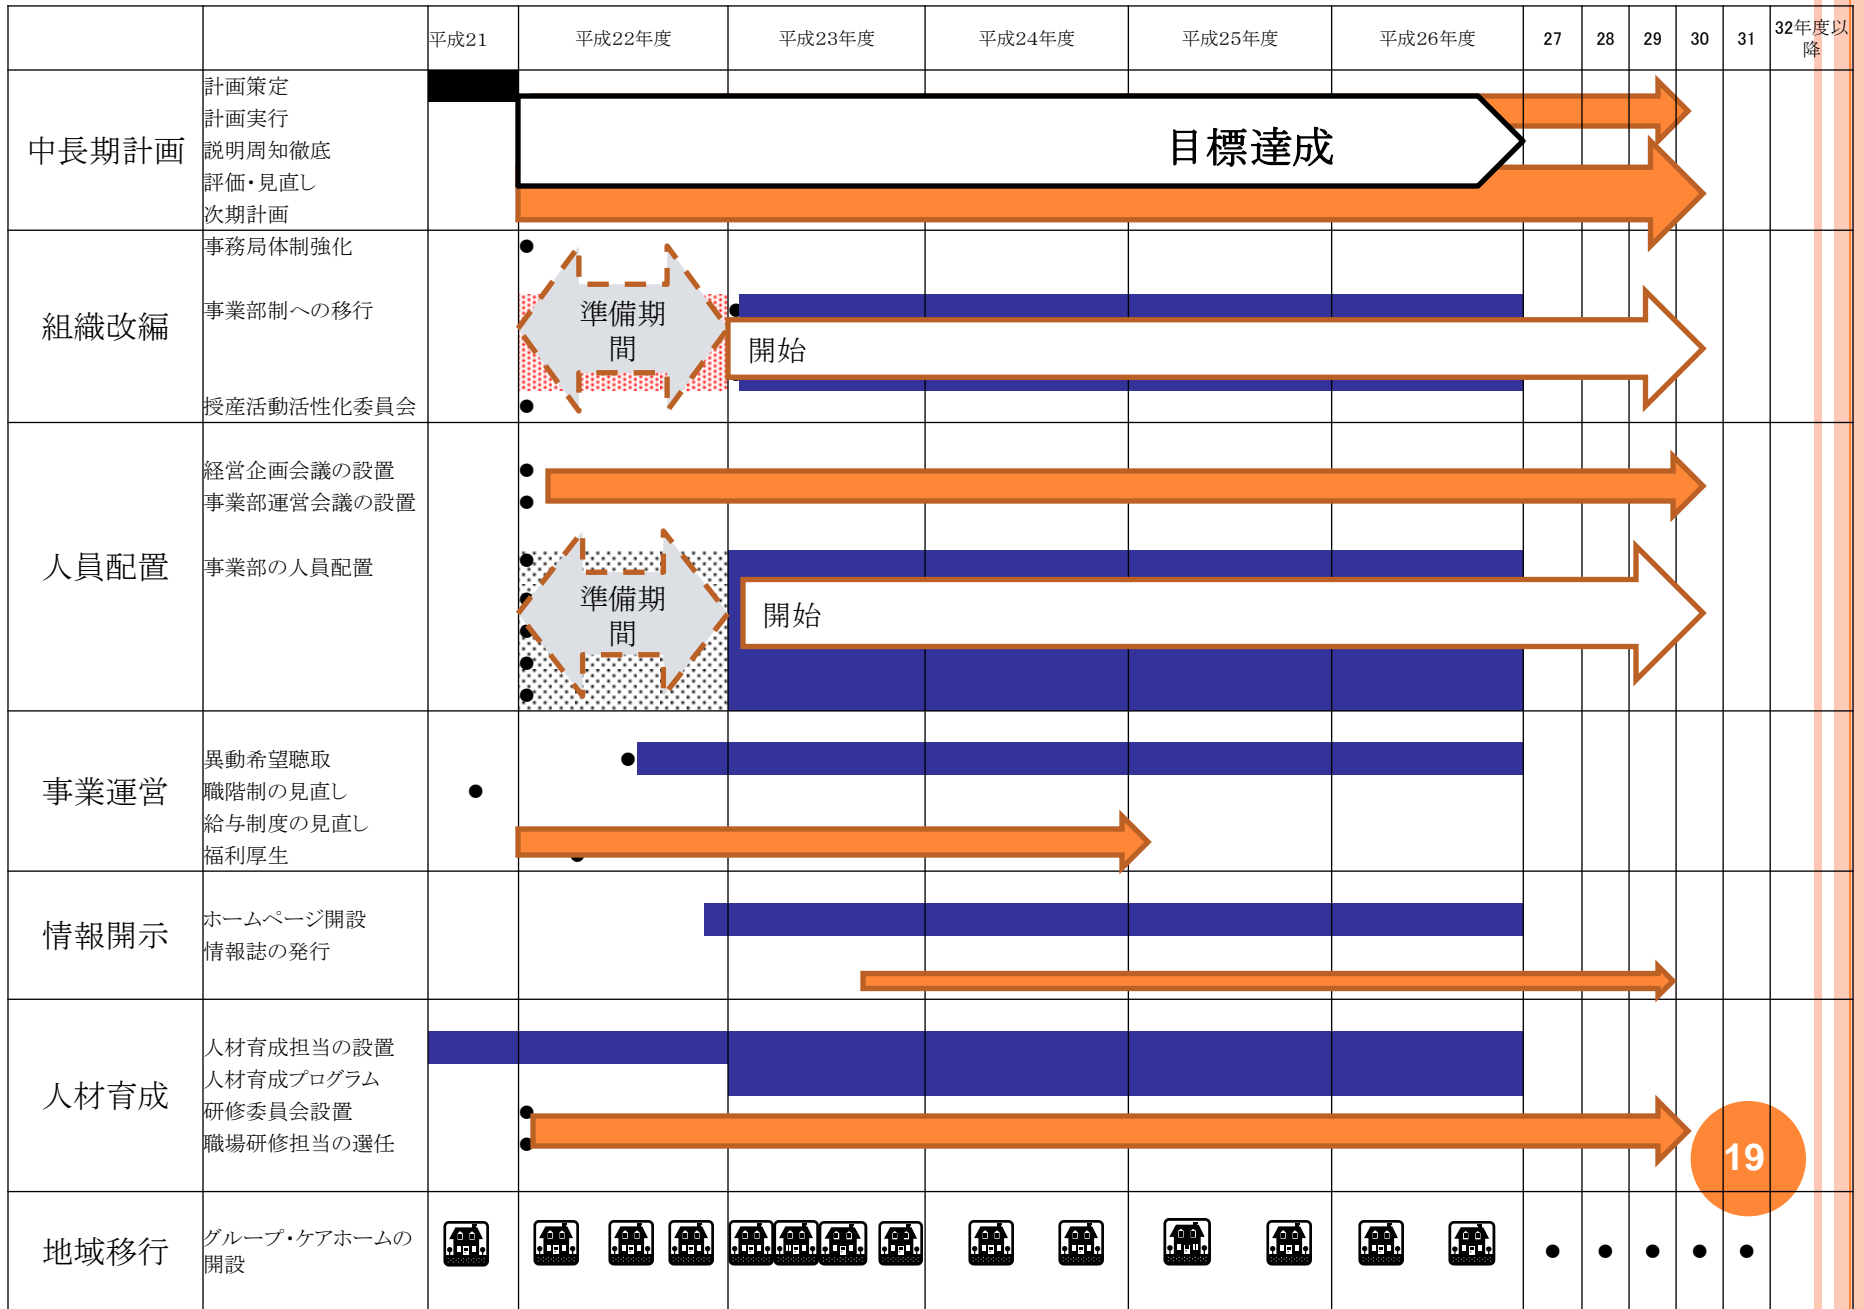 平成21
平成22年度
平成23年度
平成24年度
平成25年度
平成26年度
27
28
29
30
31
32年度以
降
中長期計画
計画策定
計画実行
説明周知徹底
評価・見直し
次期計画
目標達成
組織改編
事務局体制強化
事業部制への移行
授産活動活性化委員会
準備期
間
開始
人員配置
経営企画会議の設置
事業部運営会議の設置
事業部の人員配置
準備期
間
開始
事業運営
異動希望聴取
職階制の見直し
給与制度の見直し
福利厚生
情報開示
ホームページ開設
情報誌の発行
人材育成
人材育成担当の設置
人材育成プログラム
研修委員会設置
職場研修担当の選任
19
地域移行
グループ・ケアホームの
開設